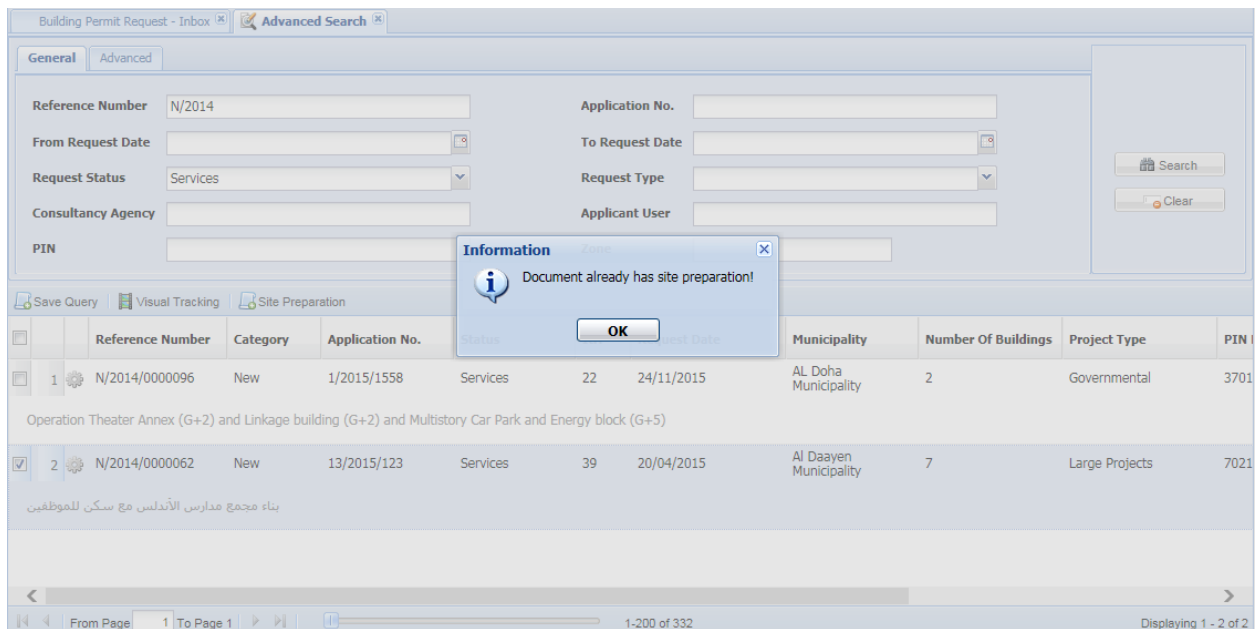 Building Permit Request - Inbox Advanced Search
General Advanced
Reference Number N/2014 Application No.
From Request Date To Request Date
Search
Request Status Services Request Type
Clear
Consultancy Agency Applicant User
PIN Zone
Information
Document already has site preparation!
OK
Save Query Visual Tracking Site Preparation
Reference Number Category Application No. Status Request Date Municipality Number Of Buildings Project Type PIN
1 N/2014/0000096 New 1/2015/1558 Services 22 24/11/2015 AL Doha Municipality 2 Governmental 3701
Operation Theater Annex (G+2) and Linkage building (G+2) and Multistory Car Park and Energy block (G+5)
2 N/2014/0000062 New 13/2015/123 Services 39 20/04/2015 Al Daayen Municipality 7 Large Projects 7021
بناء مجمع مدارس الأندلس مع سكن للموظفين
From Page 1 To Page 1 1-200 of 332 Displaying 1 - 2 of 2